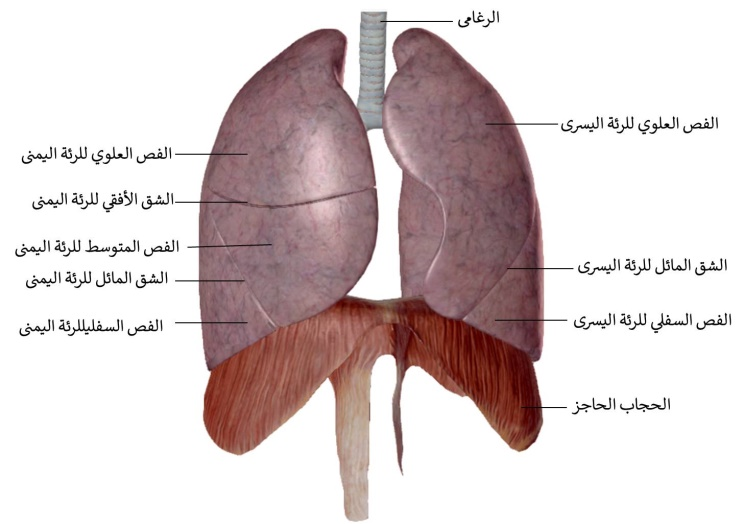 الرغامى
الفص العلوي للرئة اليسرى
الفص العلوي للرئة اليمنى
الشق الأفقي للرئة اليمنى
الفص المتوسط للرئة اليمنى
الشق المائل للرئة اليسرى
الشق المائل للرئة اليمنى
الفص السفلي للرئة اليسرى
الفص السفليللرئة اليمنى
الحجاب الحاجز